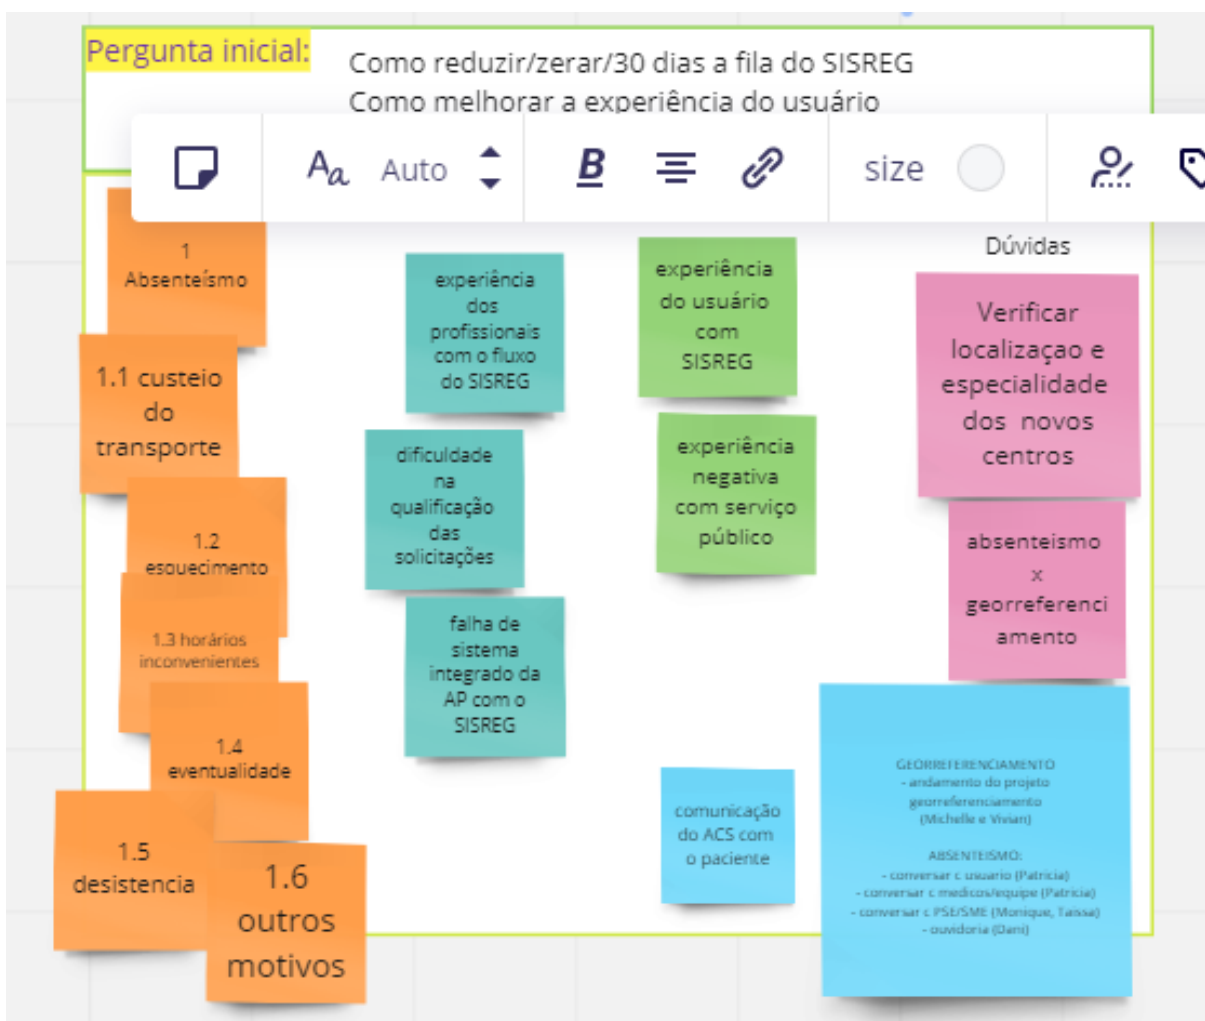 Pergunta inicial:
Como reduzir/zerar/30 dias a fila do SISREG
Como melhorar a experiência do usuário
Aa Auto
B
size
1
Absenteísmo
1.1 custeio
do
transporte
1.2
esquecimento
1.3 horários
inconvenientes
1.4
eventualidade
1.5
desistencia
1.6
outros
motivos
experiência
dos
profissionais
com o fluxo
do SISREG
dificuldade
na
qualificação
das
solicitações
falha de
sistema
integrado da
AP com o
SISREG
experiência
do usuário
com
SISREG
experiência
negativa
com serviço
público
comunicação
do ACS com
o paciente
Dúvidas
Verificar
localizaçao e
especialidade
dos novos
centros
absenteismo
x
georreferenci
amento
GEORREFERENCIAMENTO
- andamento do projeto
georreferenciamento
(Michelle e Vivian)
ABSENTEISMO:
- conversar c usuario (Patricia)
- conversar c medicos/equipe (Patricia)
- conversar c PSE/SME (Monique, Taissa)
- ouvidoria (Dani)